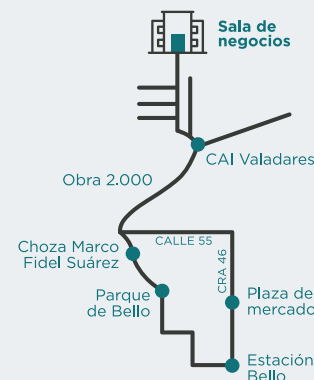 Sala de
negocios
CAI Valadares
Obra 2.000
CALLE 55
Choza Marco
Fidel Suárez
CRA 46
Parque
de Bello
Plaza de
mercado
Estación
Bello